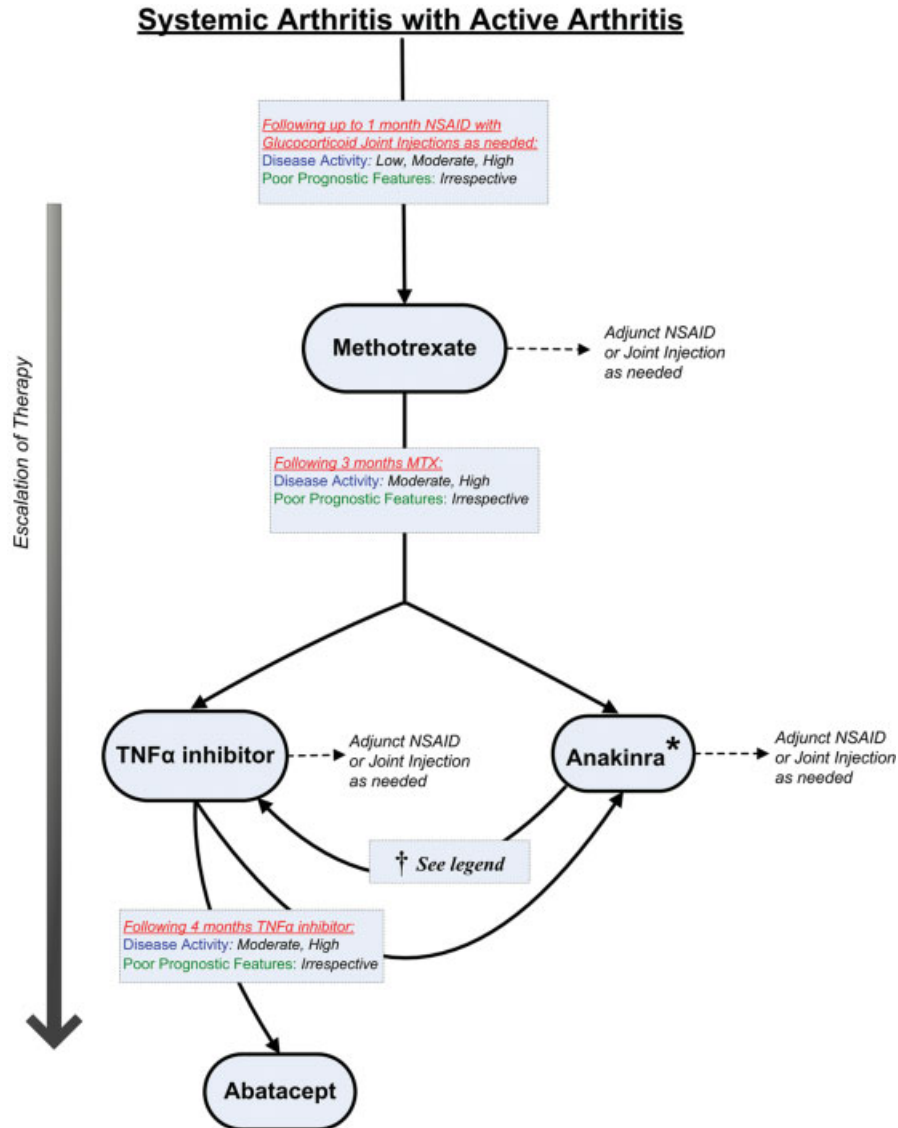 Systemic Arthritis with Active Arthritis
Following up to 1 month NSAID with
Glucocorticoid Joint Injections as needed:
Disease Activity: Low, Moderate, High
Poor Prognostic Features: Irrespective
Escalation of Therapy
Methotrexate
Adjunct NSAID
or Joint Injection
as needed
Following 3 months MTX:
Disease Activity: Moderate, High
Poor Prognostic Features: Irrespective
TNFα inhibitor
Adjunct NSAID
or Joint Injection
as needed
Anakinra*
Adjunct NSAID
or Joint Injection
as needed
† See legend
Following 4 months TNFα inhibitor:
Disease Activity: Moderate, High
Poor Prognostic Features: Irrespective
Abatacept